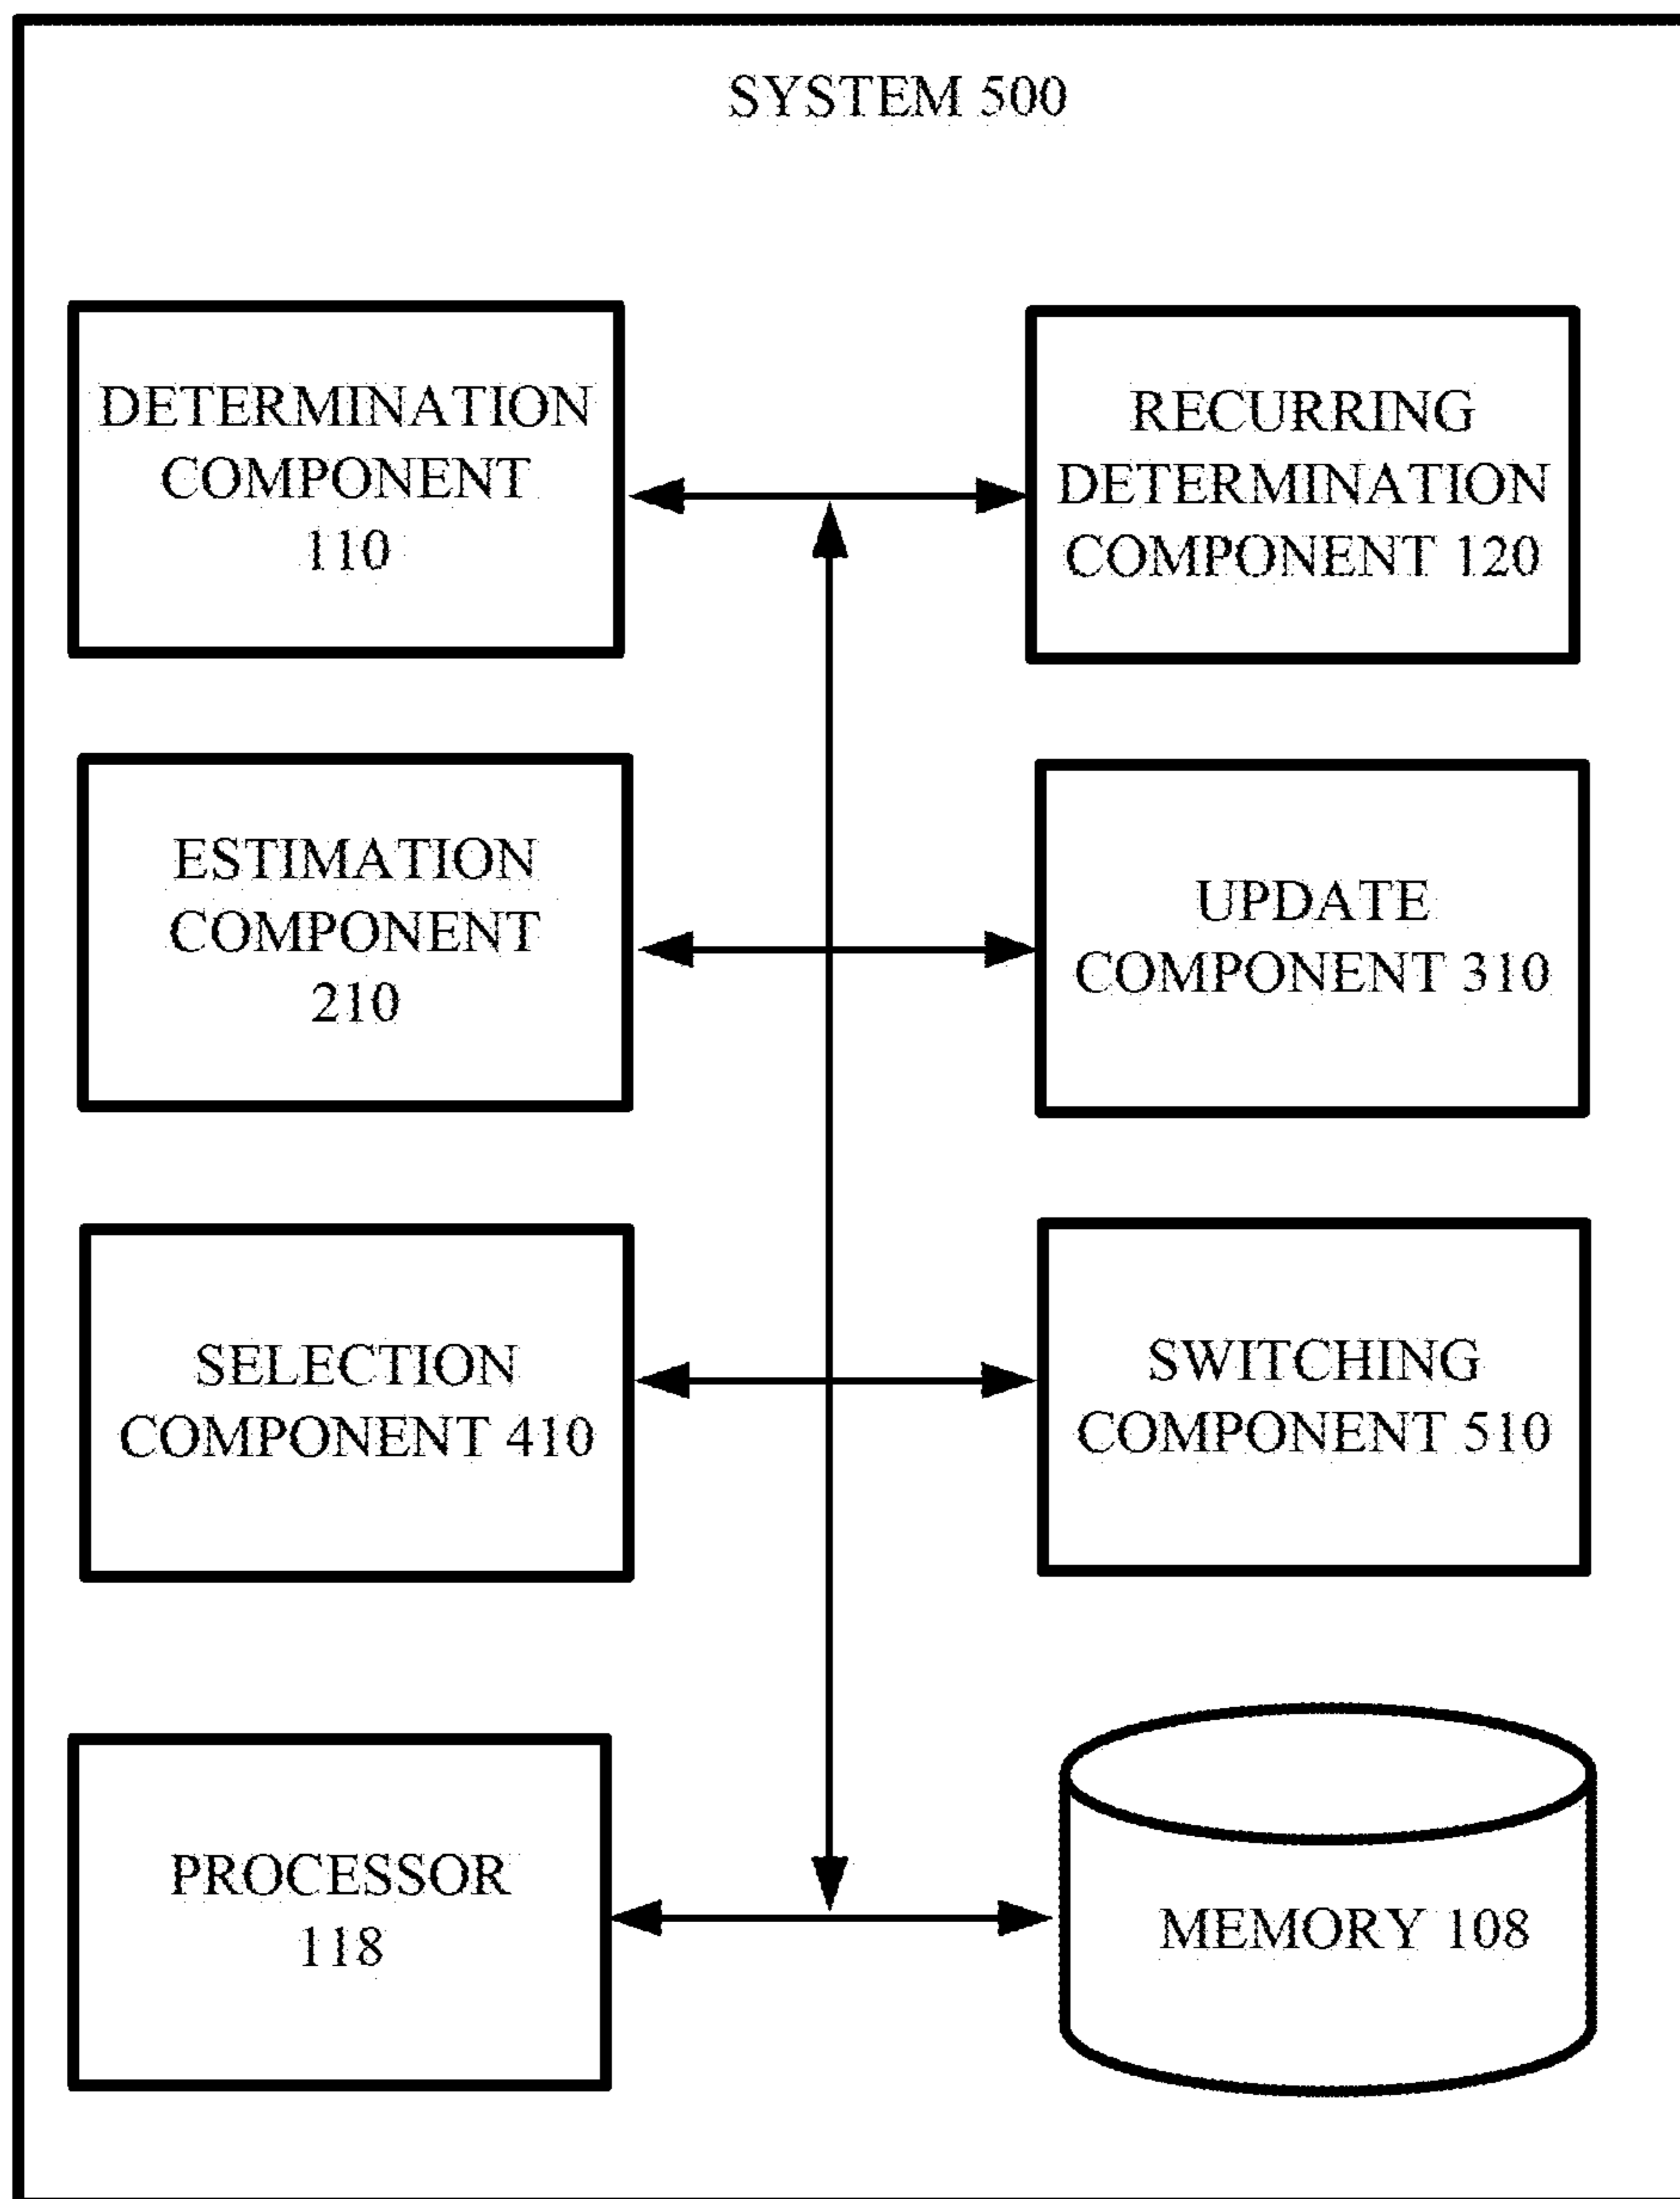 SYSTEM 500
DETERMINATION
COMPONENT
110
RECURRING
DETERMINATION
COMPONENT 120
ESTIMATION
COMPONENT
210
UPDATE
COMPONENT 310
SELECTION
COMPONENT 410
SWITCHING
COMPONENT 510
PROCESSOR
118
MEMORY 108